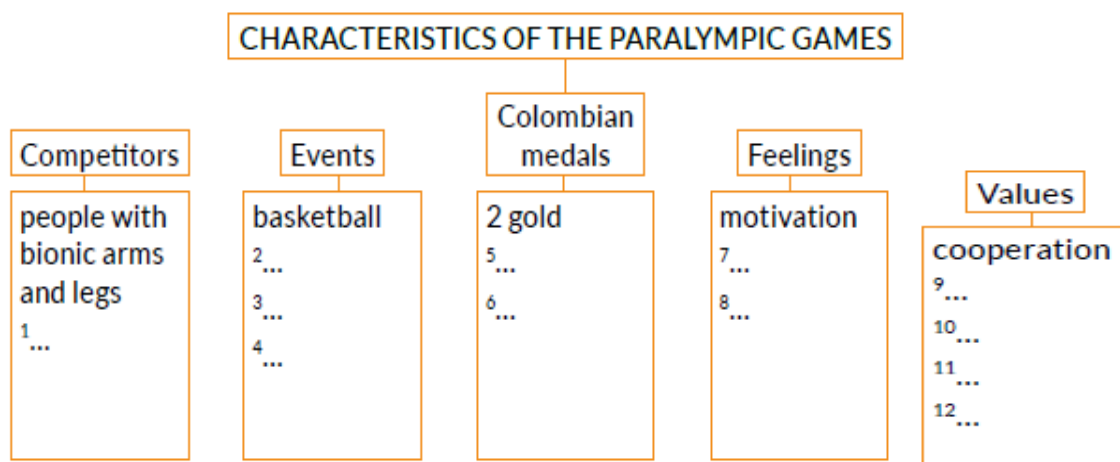 CHARACTERISTICS OF THE PARALYMPIC GAMES
Competitors
people with
bionic arms
and legs
1...
Events
basketball
2...
3...
4...
Colombian
medals
2 gold
5...
6...
Feelings
motivation
7...
8...
Values
cooperation
9...
10...
11...
12...